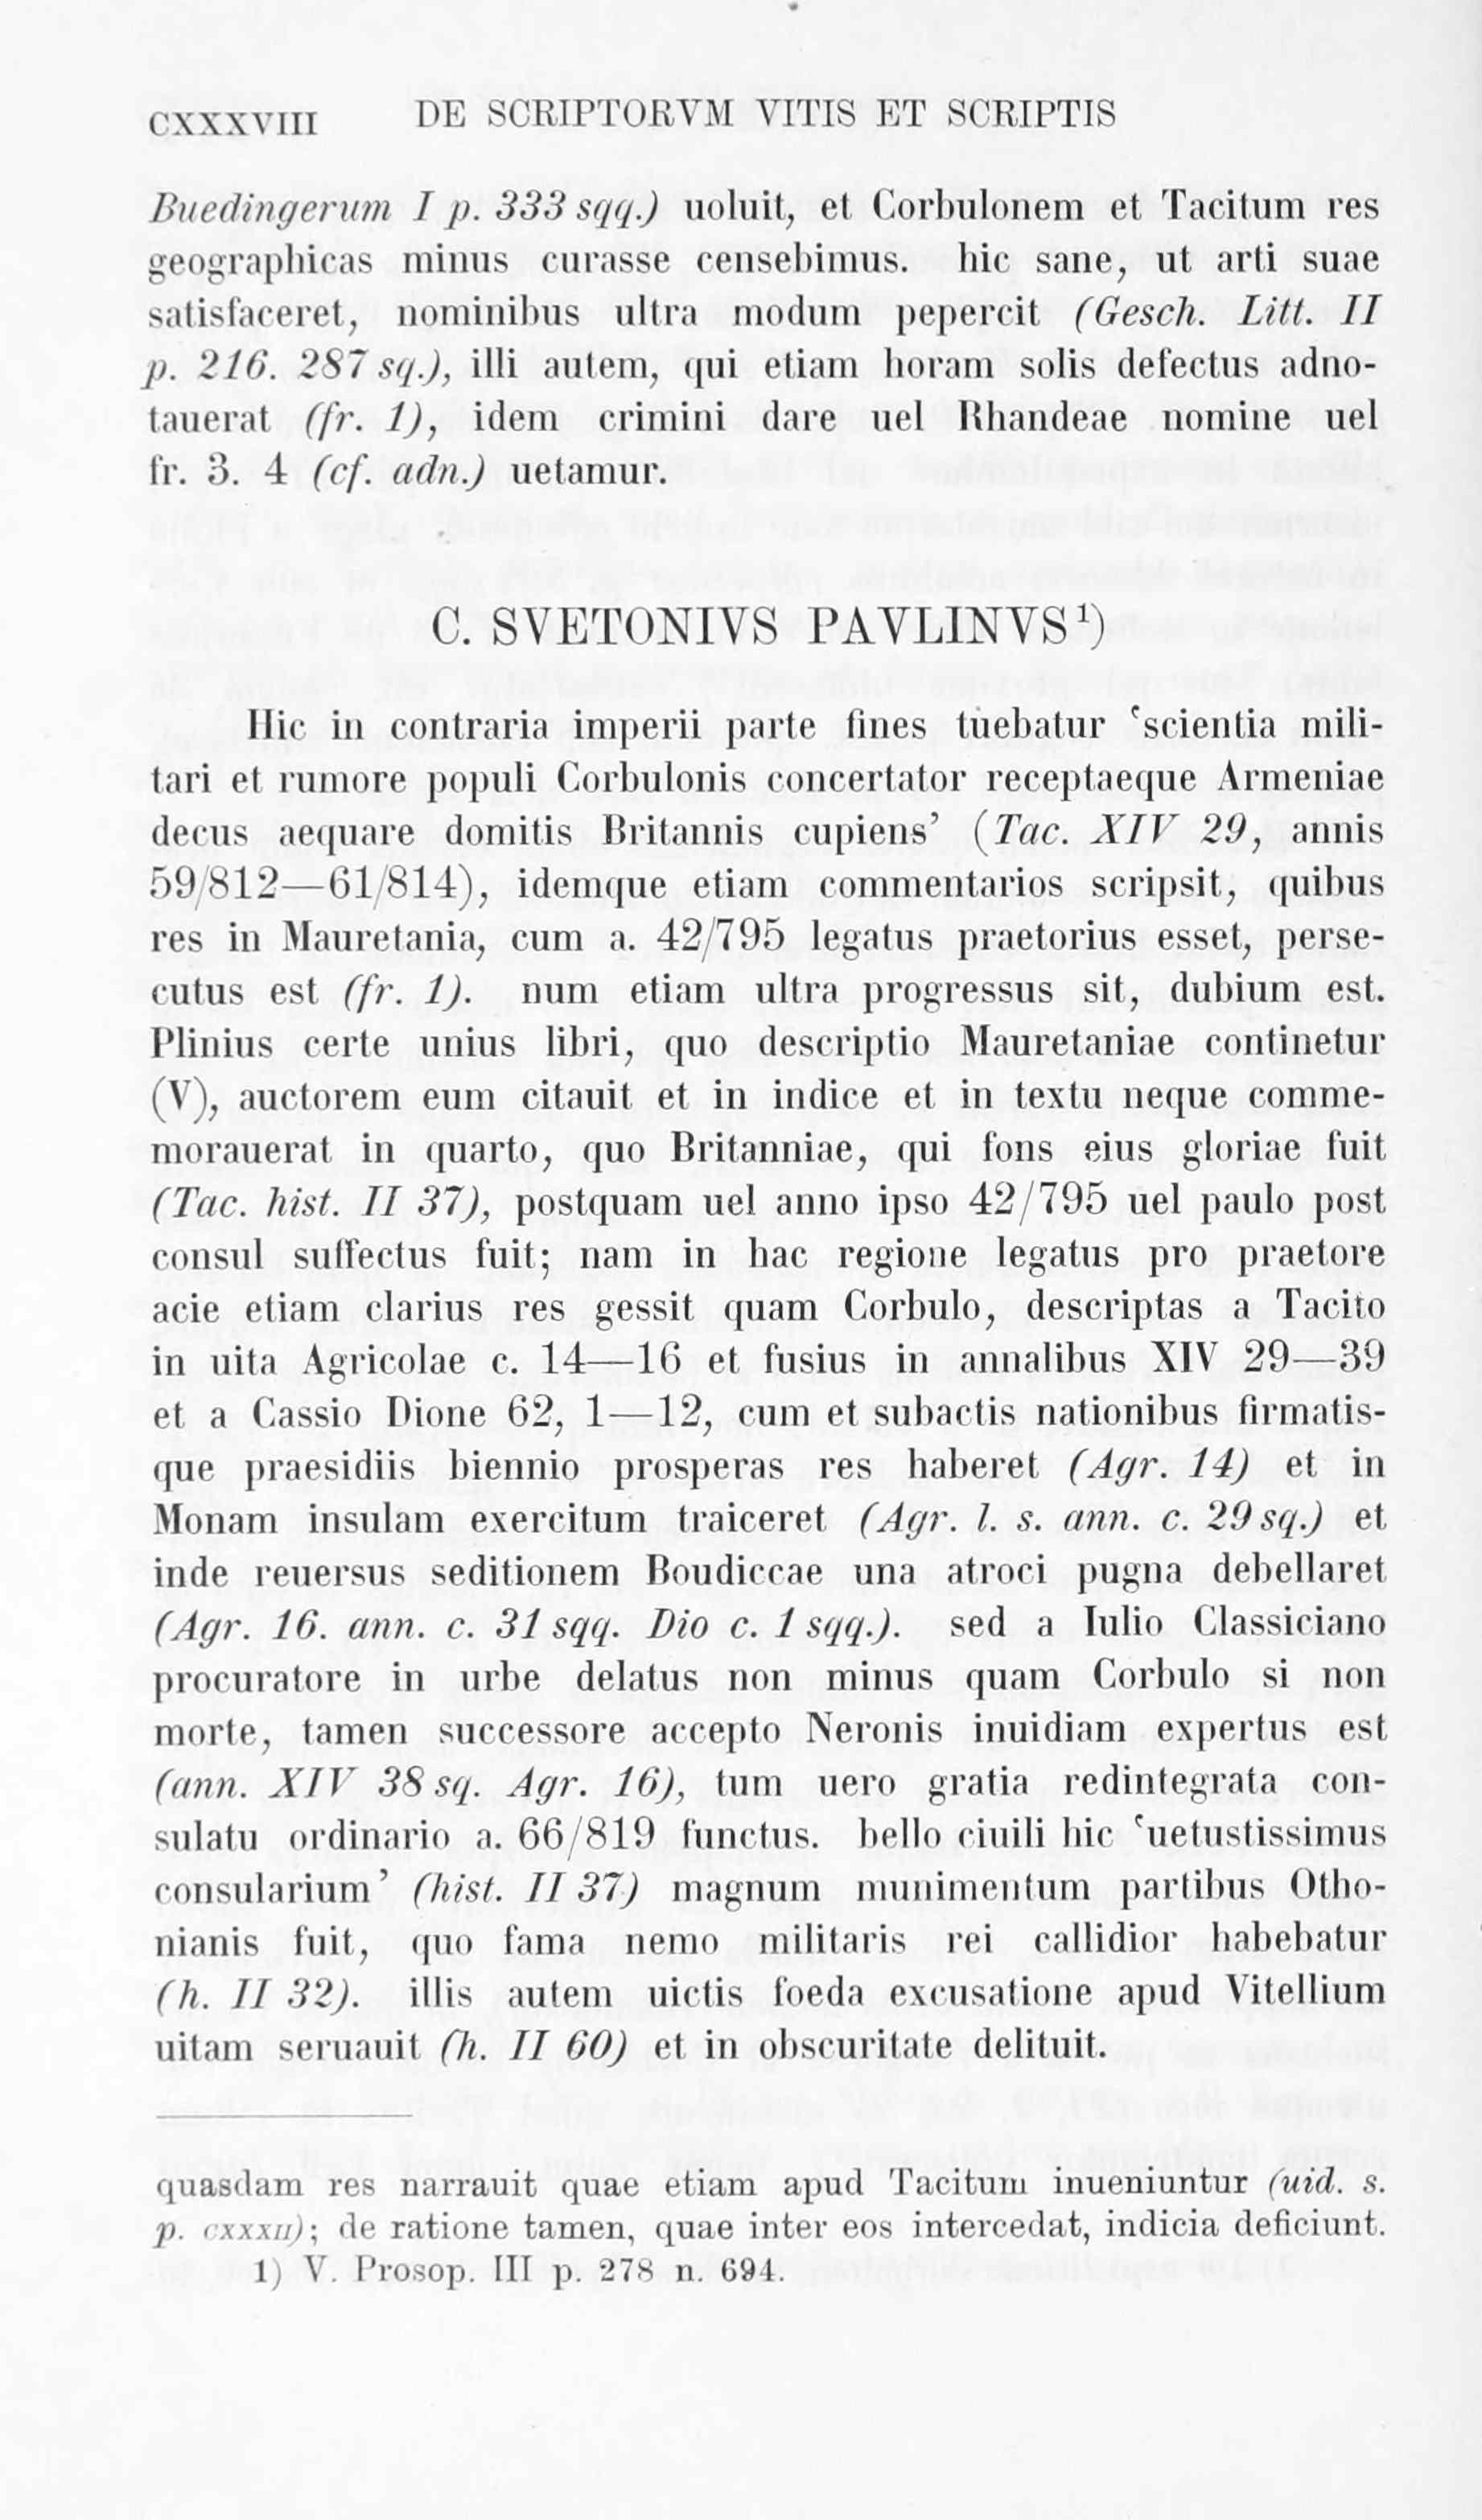 CXXXVIII DE SCRIPTORVM VITIS ET SCRIPTIS
Buedingerum I p. 333 sqq.) uoluit, et Corbulonem et Tacitum res
geographicas minus curasse censebimus. hic sane, ut arti suae
satisfaceret, nominibus ultra modum pepercit (Gesch. Litt. II
p. 216. 287 sq.), illi autem, qui etiam horam solis defectus adno-
tauerat (fr. 1), idem crimini dare uel Rhandeae nomine uel
fr. 3. 4 (cf. adn.) uetamur.
C. SVETONIVS PAVLINVS¹)
Hic in contraria imperii parte fines tuebatur ‘scientia mili-
tari et rumore populi Corbulonis concertator receptaeque Armeniae
decus aequare domitis Britannis cupiens’ (Tac. XIV 29, annis
59/812—61/814), idemque etiam commentarios scripsit, quibus
res in Mauretania, cum a. 42/795 legatus praetorius esset, perse-
cutus est (fr. 1). num etiam ultra progressus sit, dubium est.
Plinius certe unius libri, quo descriptio Mauretaniae continetur
(V), auctorem eum citauit et in indice et in textu neque comme-
morauerat in quarto, quo Britanniae, qui fons eius gloriae fuit
(Tac. hist. II 37), postquam uel anno ipso 42/795 uel paulo post
consul suffectus fuit; nam in hac regione legatus pro praetore
acie etiam clarius res gessit quam Corbulo, descriptas a Tacito
in uita Agricolae c. 14—16 et fusius in annalibus XIV 29—39
et a Cassio Dione 62, 1—12, cum et subactis nationibus firmatis-
que praesidiis biennio prosperas res haberet (Agr. 14) et in
Monam insulam exercitum traiceret (Agr. l. s. ann. c. 29 sq.) et
inde reuersus seditionem Boudiccae una atroci pugna debellaret
(Agr. 16. ann. c. 31 sqq. Dio c. 1 sqq.). sed a Iulio Classiciano
procuratore in urbe delatus non minus quam Corbulo si non
morte, tamen successore accepto Neronis inuidiam expertus est
(ann. XIV 38 sq. Agr. 16), tum uero gratia redintegrata con-
sulatu ordinario a. 66/819 functus. bello ciuili hic ‘uetustissimus
consularium’ (hist. II 37) magnum munimentum partibus Otho-
nianis fuit, quo fama nemo militaris rei callidior habebatur
(h. II 32). illis autem uictis foeda excusatione apud Vitellium
uitam seruauit (h. II 60) et in obscuritate delituit.
quasdam res narrauit quae etiam apud Tacitum inueniuntur (uid. s.
p. CXXXII); de ratione tamen, quae inter eos intercedat, indicia deficiunt.
1) V. Prosop. III p. 278 n. 694.